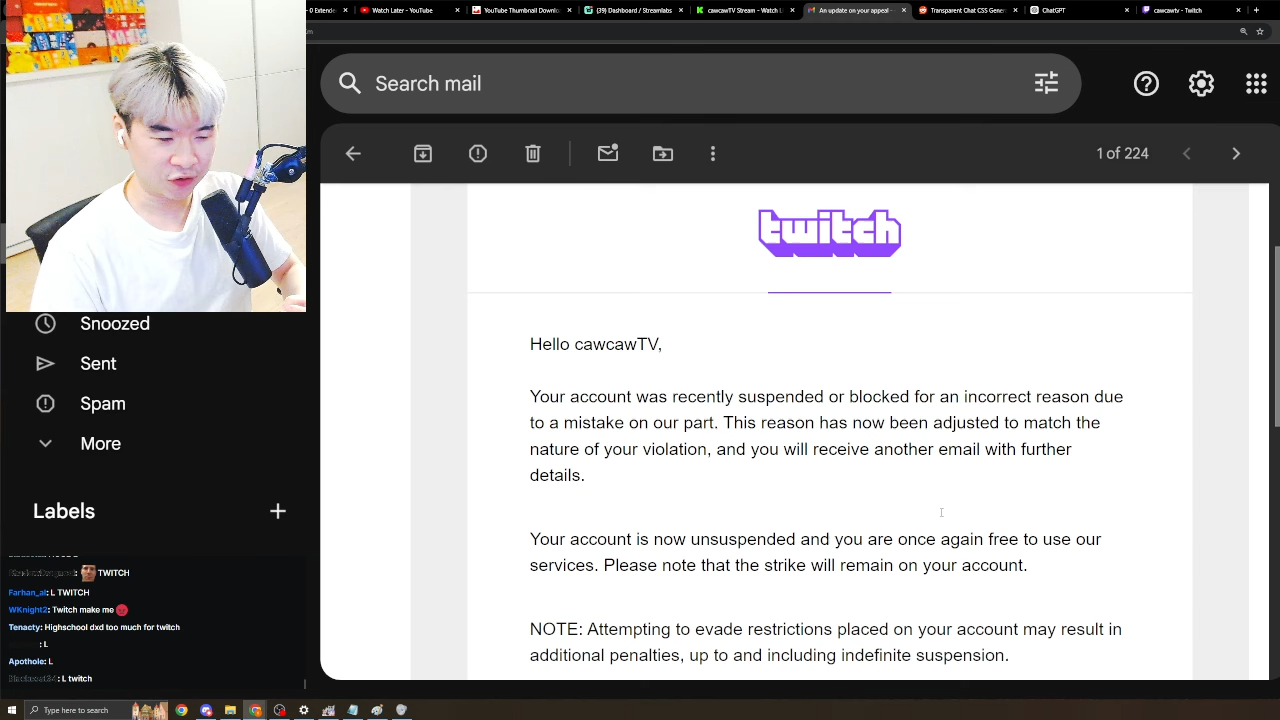 0 Extender
Watch Later - YouTube
YouTube Thumbnail Downlo
(39) Dashboard / Streamlabs
cawcawTV Stream - Watch L
An update on your appeal -
Transparent Chat CSS Gener
ChatGPT
cawcawtv - Twitch
Search mail
1 of 224
twitch
Hello cawcawTV,
Your account was recently suspended or blocked for an incorrect reason due
to a mistake on our part. This reason has now been adjusted to match the
nature of your violation, and you will receive another email with further
details.
Your account is now unsuspended and you are once again free to use our
services. Please note that the strike will remain on your account.
NOTE: Attempting to evade restrictions placed on your account may result in
additional penalties, up to and including indefinite suspension.
Snoozed
Sent
Spam
More
Labels
TWITCH
Farhan_al: L TWITCH
WKnight2: Twitch make me
Tenacty: Highschool dxd too much for twitch
: L
Apothole: L
: L twitch
Type here to search